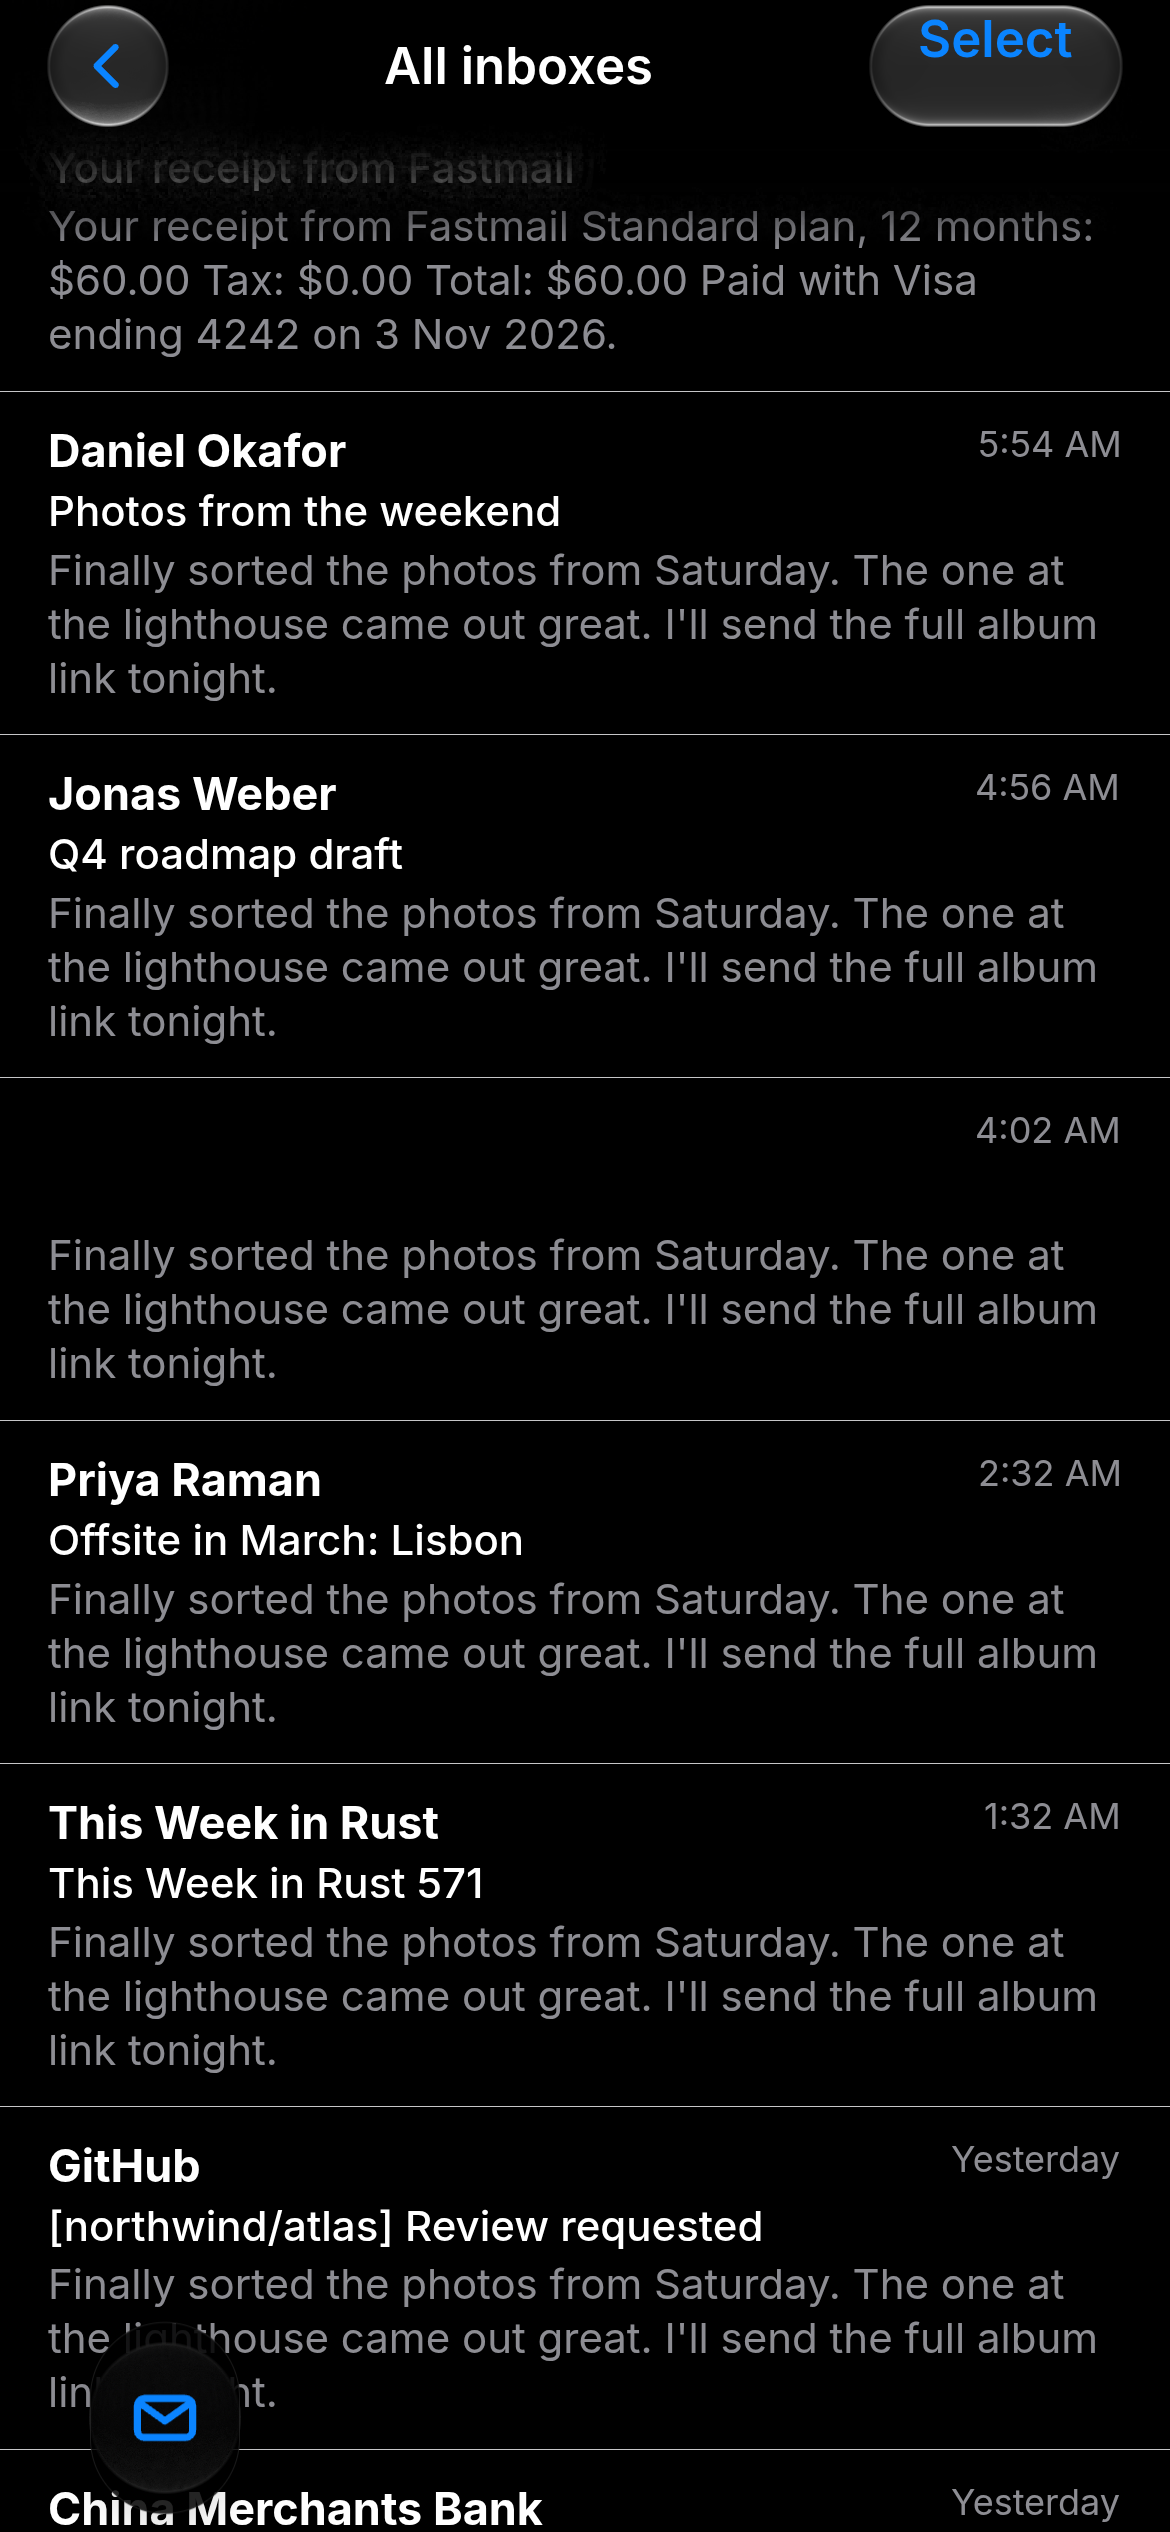 All inboxes
Select
Your receipt from Fastmail
Your receipt from Fastmail Standard plan, 12 months:
$60.00 Tax: $0.00 Total: $60.00 Paid with Visa
ending 4242 on 3 Nov 2026.
Daniel Okafor
5:54 AM
Photos from the weekend
Finally sorted the photos from Saturday. The one at
the lighthouse came out great. I'll send the full album
link tonight.
Jonas Weber
4:56 AM
Q4 roadmap draft
Finally sorted the photos from Saturday. The one at
the lighthouse came out great. I'll send the full album
link tonight.
4:02 AM
Finally sorted the photos from Saturday. The one at
the lighthouse came out great. I'll send the full album
link tonight.
Priya Raman
2:32 AM
Offsite in March: Lisbon
Finally sorted the photos from Saturday. The one at
the lighthouse came out great. I'll send the full album
link tonight.
This Week in Rust
1:32 AM
This Week in Rust 571
Finally sorted the photos from Saturday. The one at
the lighthouse came out great. I'll send the full album
link tonight.
GitHub
Yesterday
[northwind/atlas] Review requested
Finally sorted the photos from Saturday. The one at
the lighthouse came out great. I'll send the full album
China Merchants Bank
Yesterday